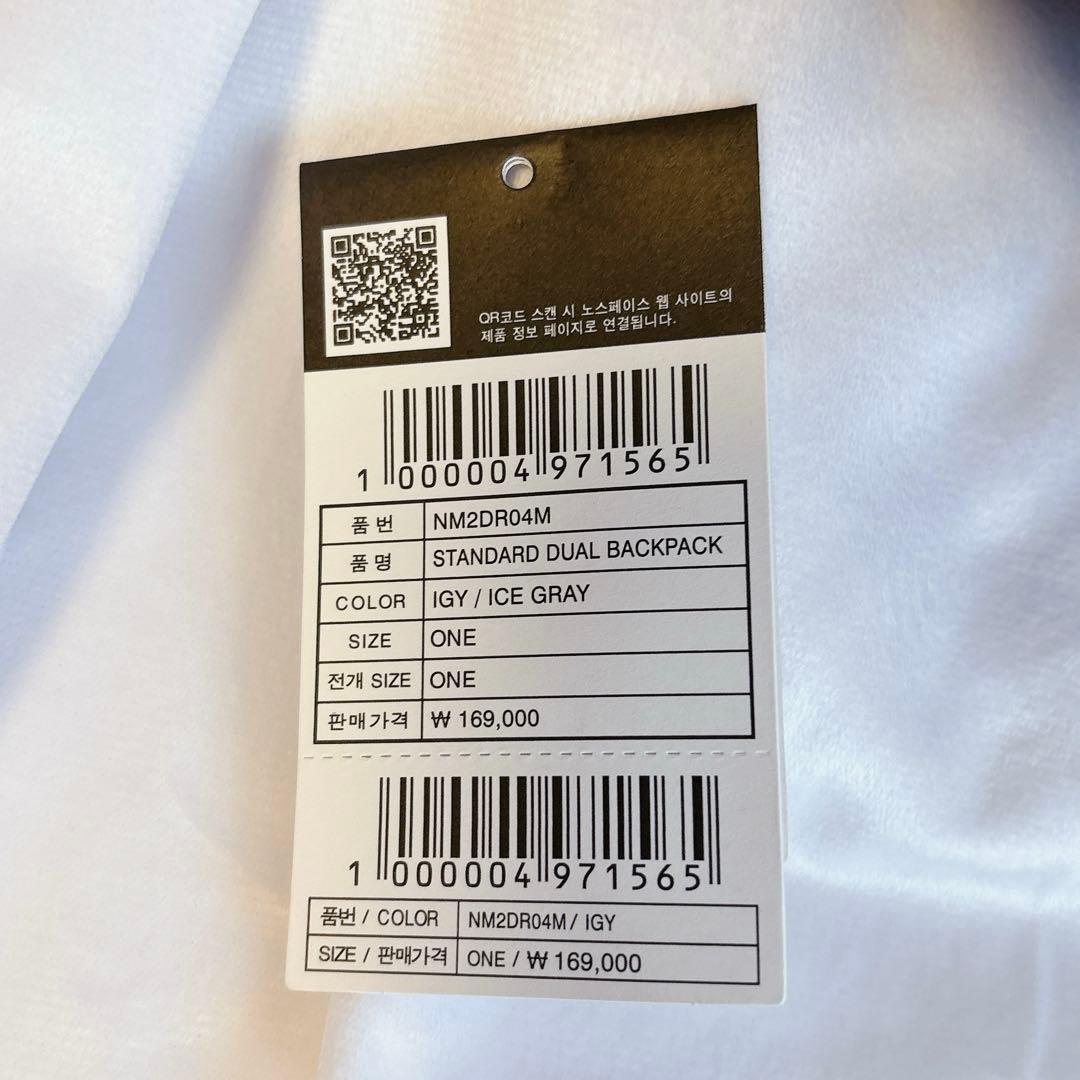 QR코드 스캔 시 노스페이스 웹 사이트의
제품 정보 페이지로 연결됩니다.
1 000004 971565
품 번 NM2DR04M
품 명 STANDARD DUAL BACKPACK
COLOR IGY / ICE GRAY
SIZE ONE
전개 SIZE ONE
판매가격 ₩ 169,000
1 000004 971565
품번 / COLOR NM2DR04M / IGY
SIZE / 판매가격 ONE / ₩ 169,000